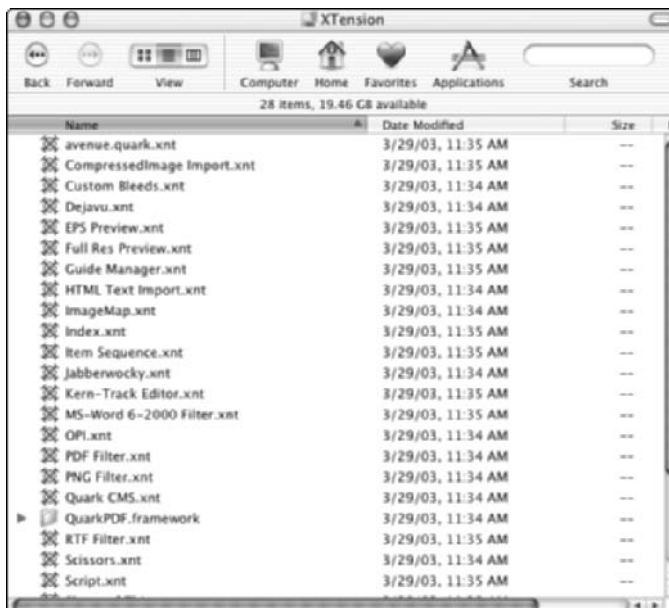 XTension
Back Forward View Computer Home Favorites Applications Search
28 items, 19.46 GB available
Name Date Modified Size
avenue.quark.xnt 3/29/03, 11:35 AM --
CompressedImage Import.xnt 3/29/03, 11:35 AM --
Custom Bleeds.xnt 3/29/03, 11:34 AM --
Dejavu.xnt 3/29/03, 11:34 AM --
EPS Preview.xnt 3/29/03, 11:35 AM --
Full Res Preview.xnt 3/29/03, 11:35 AM --
Guide Manager.xnt 3/29/03, 11:35 AM --
HTML Text Import.xnt 3/29/03, 11:34 AM --
ImageMap.xnt 3/29/03, 11:34 AM --
Index.xnt 3/29/03, 11:35 AM --
Item Sequence.xnt 3/29/03, 11:35 AM --
Jabberwocky.xnt 3/29/03, 11:34 AM --
Kern-Track Editor.xnt 3/29/03, 11:35 AM --
MS-Word 6-2000 Filter.xnt 3/29/03, 11:35 AM --
OPI.xnt 3/29/03, 11:34 AM --
PDF Filter.xnt 3/29/03, 11:34 AM --
PNG Filter.xnt 3/29/03, 11:34 AM --
Quark CMS.xnt 3/29/03, 11:34 AM --
QuarkPDF.framework 3/29/03, 11:34 AM --
RTF Filter.xnt 3/29/03, 11:35 AM --
Scissors.xnt 3/29/03, 11:34 AM --
Script.xnt 3/29/03, 11:34 AM --